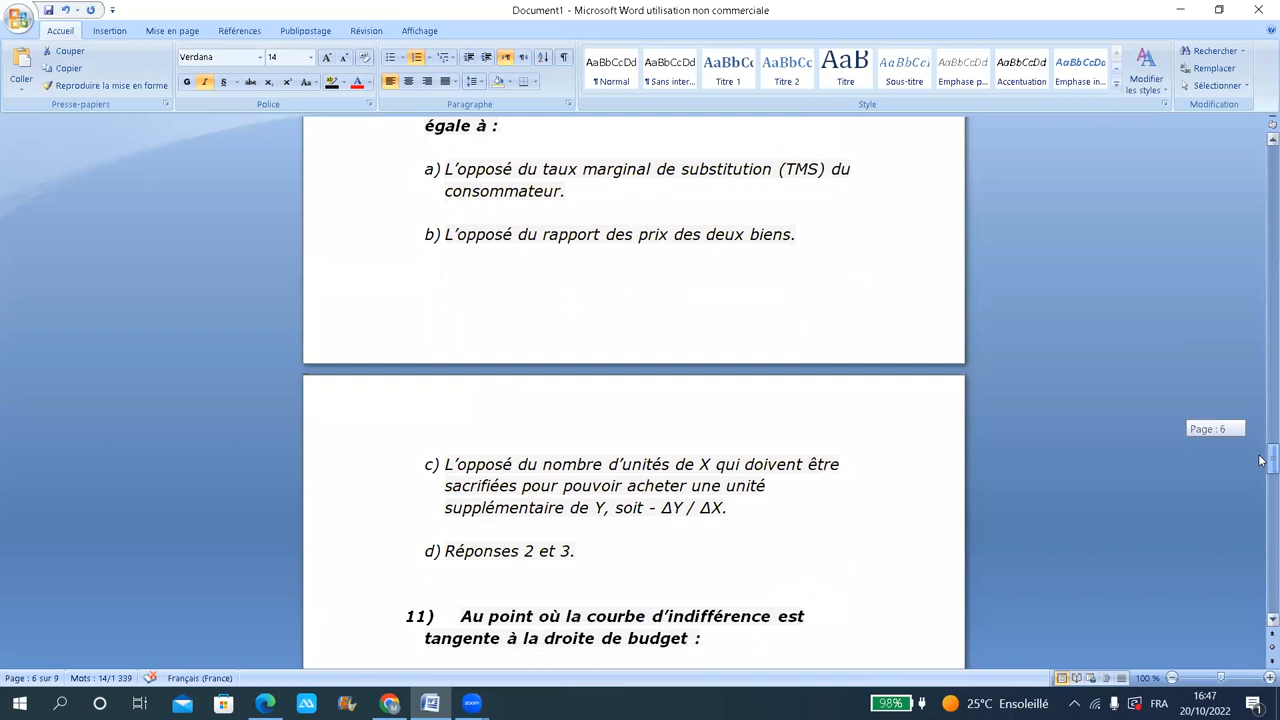 Document1 - Microsoft Word utilisation non commerciale
Accueil Insertion Mise en page Références Publipostage Révision Affichage
Coller
Couper
Copier
Reproduire la mise en forme
Presse-papiers
Verdana 14
G I S abc X₂ X² Aa
Police
Paragraphe
AaBbCcDd AaBbCcDd AaBbCc AaBbCc AaB AaBbCcI AaBbCcDd AaBbCcDd AaBbCcDd
¶ Normal ¶ Sans inter... Titre 1 Titre 2 Titre Sous-titre Emphase p... Accentuation Emphase in...
Modifier les styles
Style
Rechercher
Remplacer
Sélectionner
Modification
égale à :
a) L’opposé du taux marginal de substitution (TMS) du
consommateur.
b) L’opposé du rapport des prix des deux biens.
Page : 6
c) L’opposé du nombre d’unités de X qui doivent être
sacrifiées pour pouvoir acheter une unité
supplémentaire de Y, soit - ΔY / ΔX.
d) Réponses 2 et 3.
11) Au point où la courbe d’indifférence est
tangente à la droite de budget :
Page : 6 sur 9 Mots : 14/1 339 Français (France) 100 %
zoom
98% 25°C Ensoleillé FRA 16:47
20/10/2022